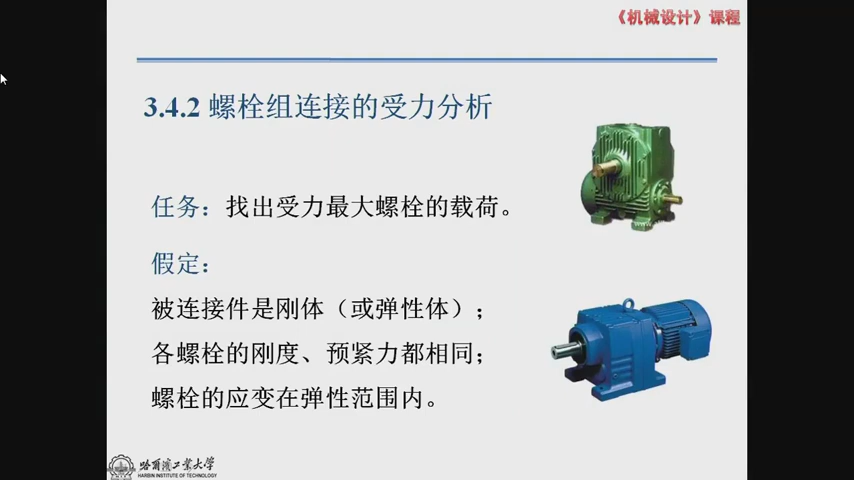 《机械设计》课程
3.4.2 螺栓组连接的受力分析
任务：找出受力最大螺栓的载荷。
假定：
被连接件是刚体（或弹性体）；
各螺栓的刚度、预紧力都相同；
螺栓的应变在弹性范围内。
哈尔滨工业大学
HARBIN INSTITUTE OF TECHNOLOGY